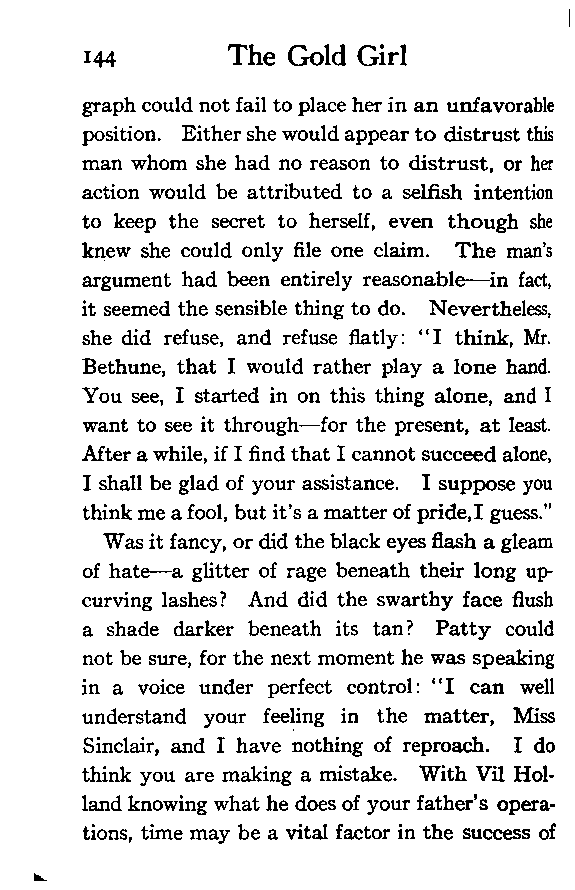 144 The Gold Girl
graph could not fail to place her in an unfavorable
position. Either she would appear to distrust this
man whom she had no reason to distrust, or her
action would be attributed to a selfish intention
to keep the secret to herself, even though she
knew she could only file one claim. The man's
argument had been entirely reasonable—in fact,
it seemed the sensible thing to do. Nevertheless,
she did refuse, and refuse flatly: "I think, Mr.
Bethune, that I would rather play a lone hand.
You see, I started in on this thing alone, and I
want to see it through—for the present, at least.
After a while, if I find that I cannot succeed alone,
I shall be glad of your assistance. I suppose you
think me a fool, but it's a matter of pride,I guess."
Was it fancy, or did the black eyes flash a gleam
of hate—a glitter of rage beneath their long up-
curving lashes? And did the swarthy face flush
a shade darker beneath its tan? Patty could
not be sure, for the next moment he was speaking
in a voice under perfect control: "I can well
understand your feeling in the matter, Miss
Sinclair, and I have nothing of reproach. I do
think you are making a mistake. With Vil Hol-
land knowing what he does of your father's opera-
tions, time may be a vital factor in the success of